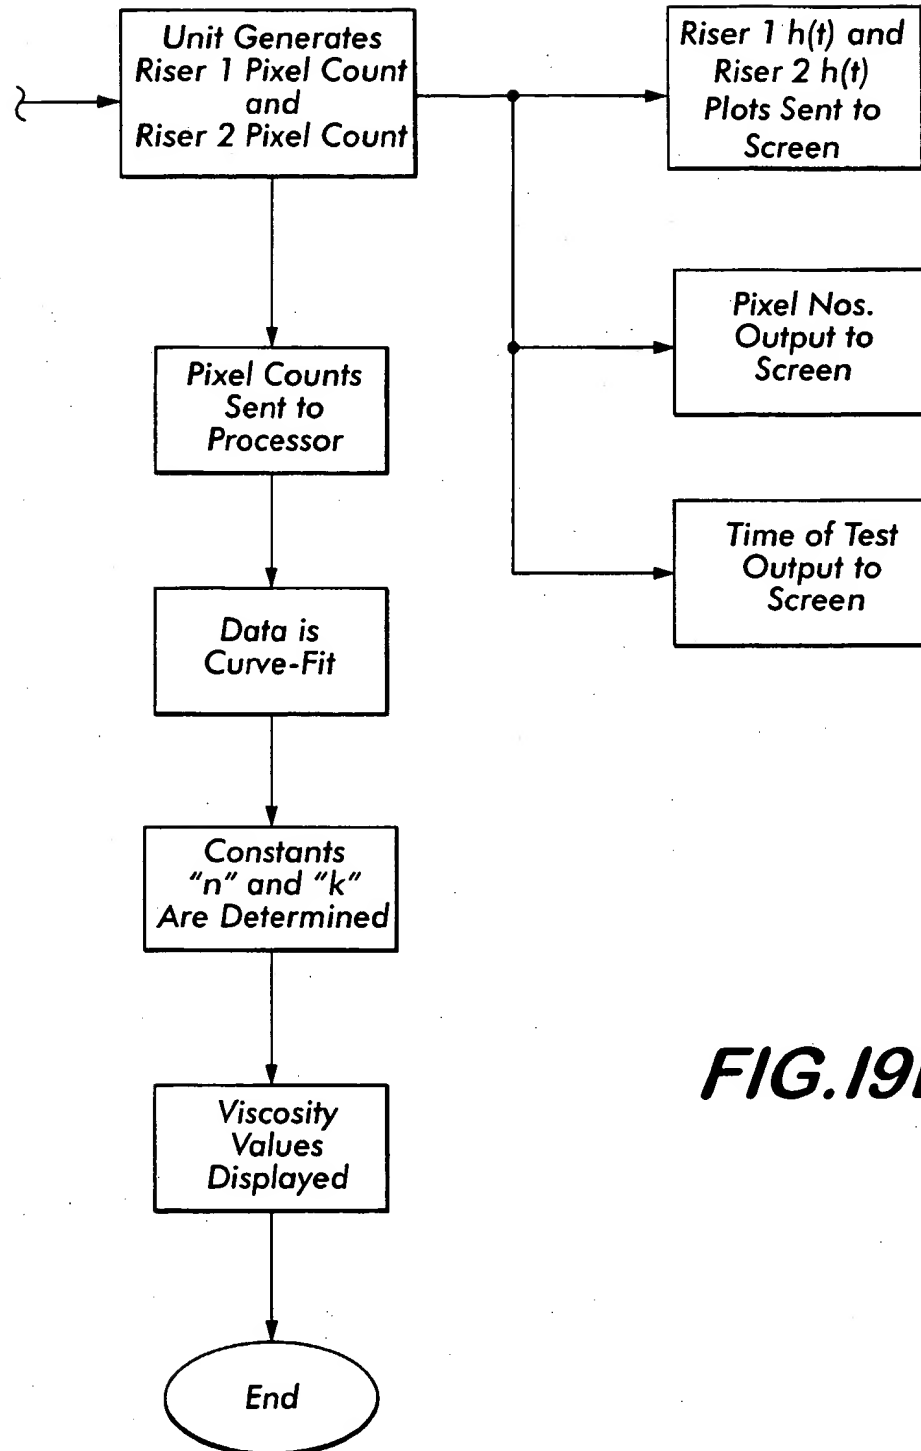 Unit Generates
Riser 1 Pixel Count
and
Riser 2 Pixel Count
Riser 1 h(t) and
Riser 2 h(t)
Plots Sent to
Screen
Pixel Nos.
Output to
Screen
Time of Test
Output to
Screen
Pixel Counts
Sent to
Processor
Data is
Curve-Fit
Constants
"n" and "k"
Are Determined
Viscosity
Values
Displayed
End
FIG.19